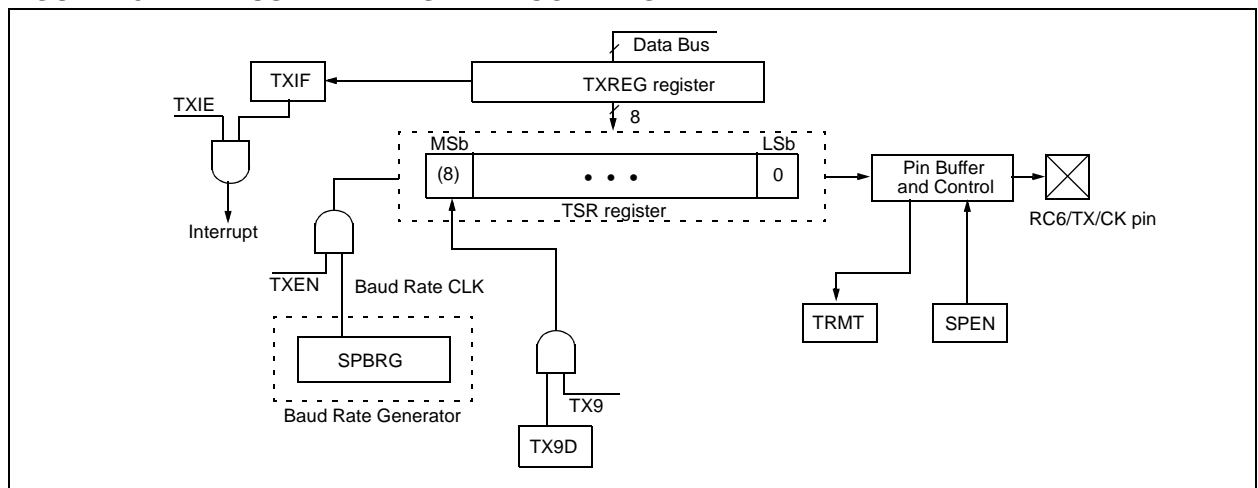 Data Bus
TXIF
TXREG register
TXIE
8
MSb
LSb
(8)
• • •
0
Pin Buffer
and Control
TSR register
Interrupt
RC6/TX/CK pin
TXEN
Baud Rate CLK
TRMT
SPEN
SPBRG
TX9
Baud Rate Generator
TX9D